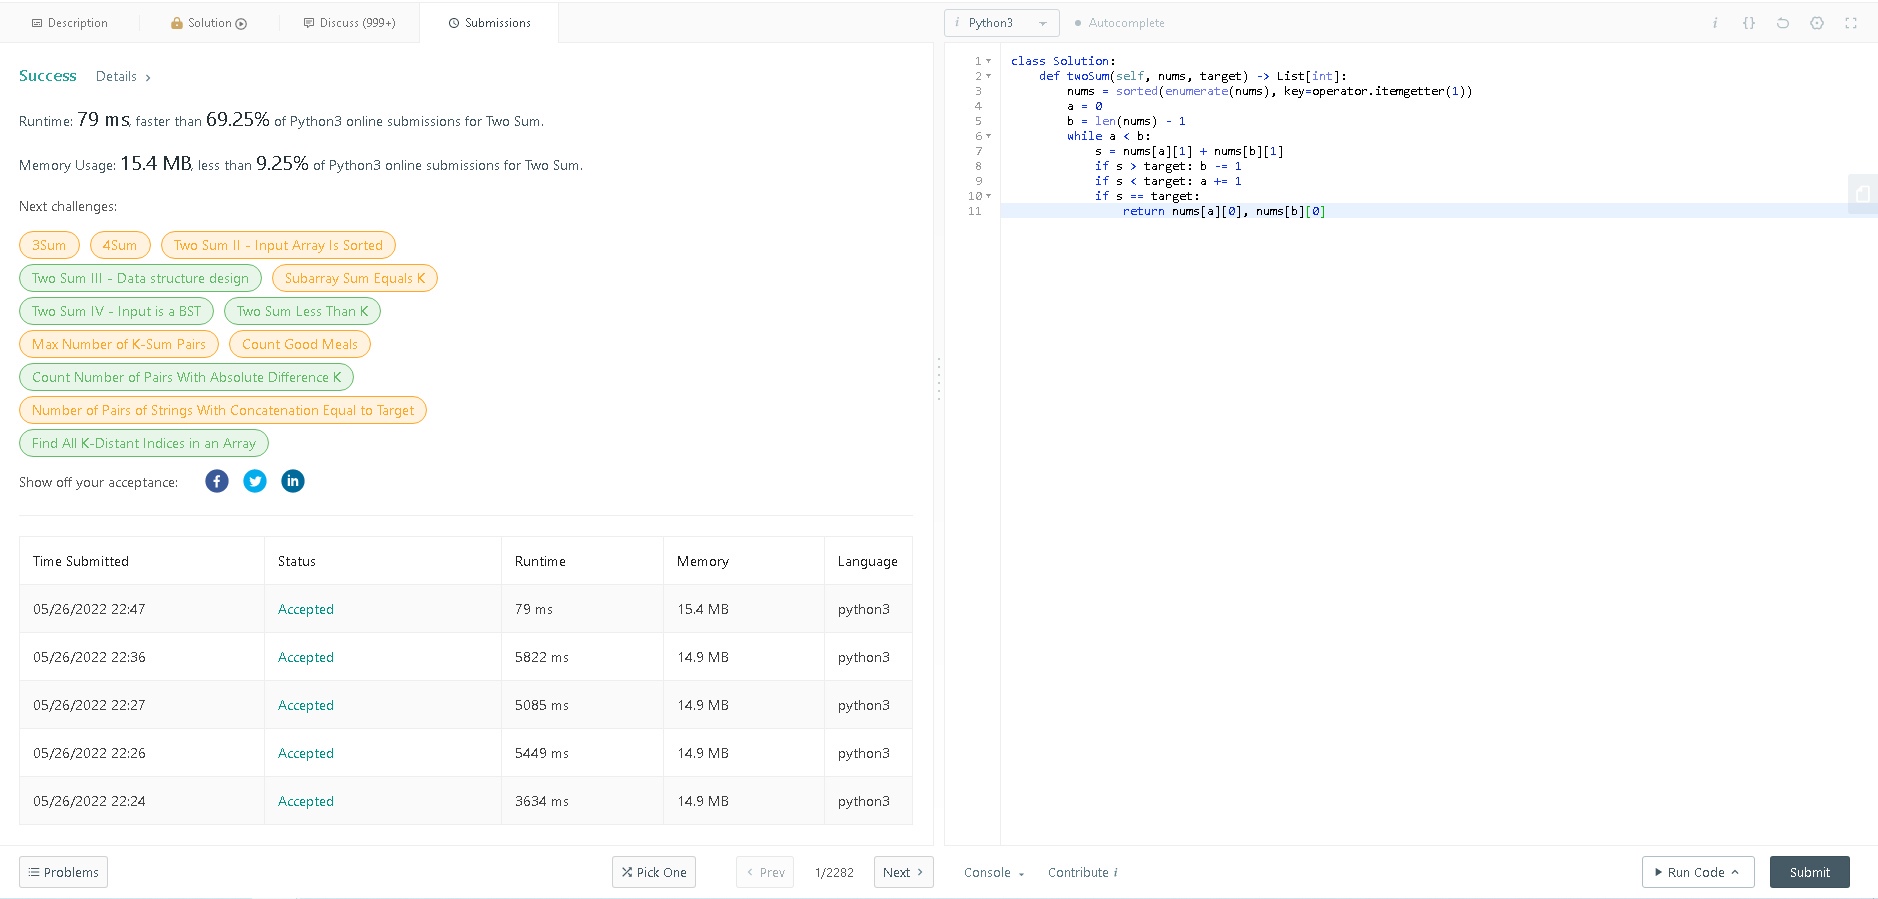 Description
Solution
Discuss (999+)
Submissions
Success Details >
Runtime: 79 ms, faster than 69.25% of Python3 online submissions for Two Sum.
Memory Usage: 15.4 MB, less than 9.25% of Python3 online submissions for Two Sum.
Next challenges:
3Sum 4Sum Two Sum II - Input Array Is Sorted
Two Sum III - Data structure design Subarray Sum Equals K
Two Sum IV - Input is a BST Two Sum Less Than K
Max Number of K-Sum Pairs Count Good Meals
Count Number of Pairs With Absolute Difference K
Number of Pairs of Strings With Concatenation Equal to Target
Find All K-Distant Indices in an Array
Show off your acceptance: f in
Time Submitted Status Runtime Memory Language
05/26/2022 22:47 Accepted 79 ms 15.4 MB python3
05/26/2022 22:36 Accepted 5822 ms 14.9 MB python3
05/26/2022 22:27 Accepted 5085 ms 14.9 MB python3
05/26/2022 22:26 Accepted 5449 ms 14.9 MB python3
05/26/2022 22:24 Accepted 3634 ms 14.9 MB python3
Problems Pick One < Prev 1/2282 Next >
i Python3 Autocomplete i {}
1 class Solution:
2     def twoSum(self, nums, target) -> List[int]:
3         nums = sorted(enumerate(nums), key=operator.itemgetter(1))
4         a = 0
5         b = len(nums) - 1
6         while a < b:
7             s = nums[a][1] + nums[b][1]
8             if s > target: b -= 1
9             if s < target: a += 1
10             if s == target:
11                 return nums[a][0], nums[b][0]
Console Contribute i Run Code Submit